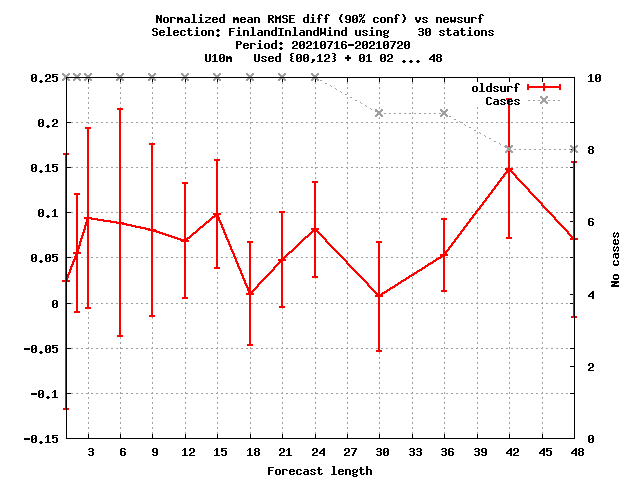 Normalized mean RMSE diff (90% conf) vs newsurf
Selection: FinlandInlandWind using    30 stations
Period: 20210716-20210720
U10m   Used {00,12} + 01 02 ... 48
oldsurf
Cases
0.25
0.2
0.15
0.1
0.05
0
-0.05
-0.1
-0.15
10
8
6
4
2
0
No cases
3 6 9 12 15 18 21 24 27 30 33 36 39 42 45 48
Forecast length